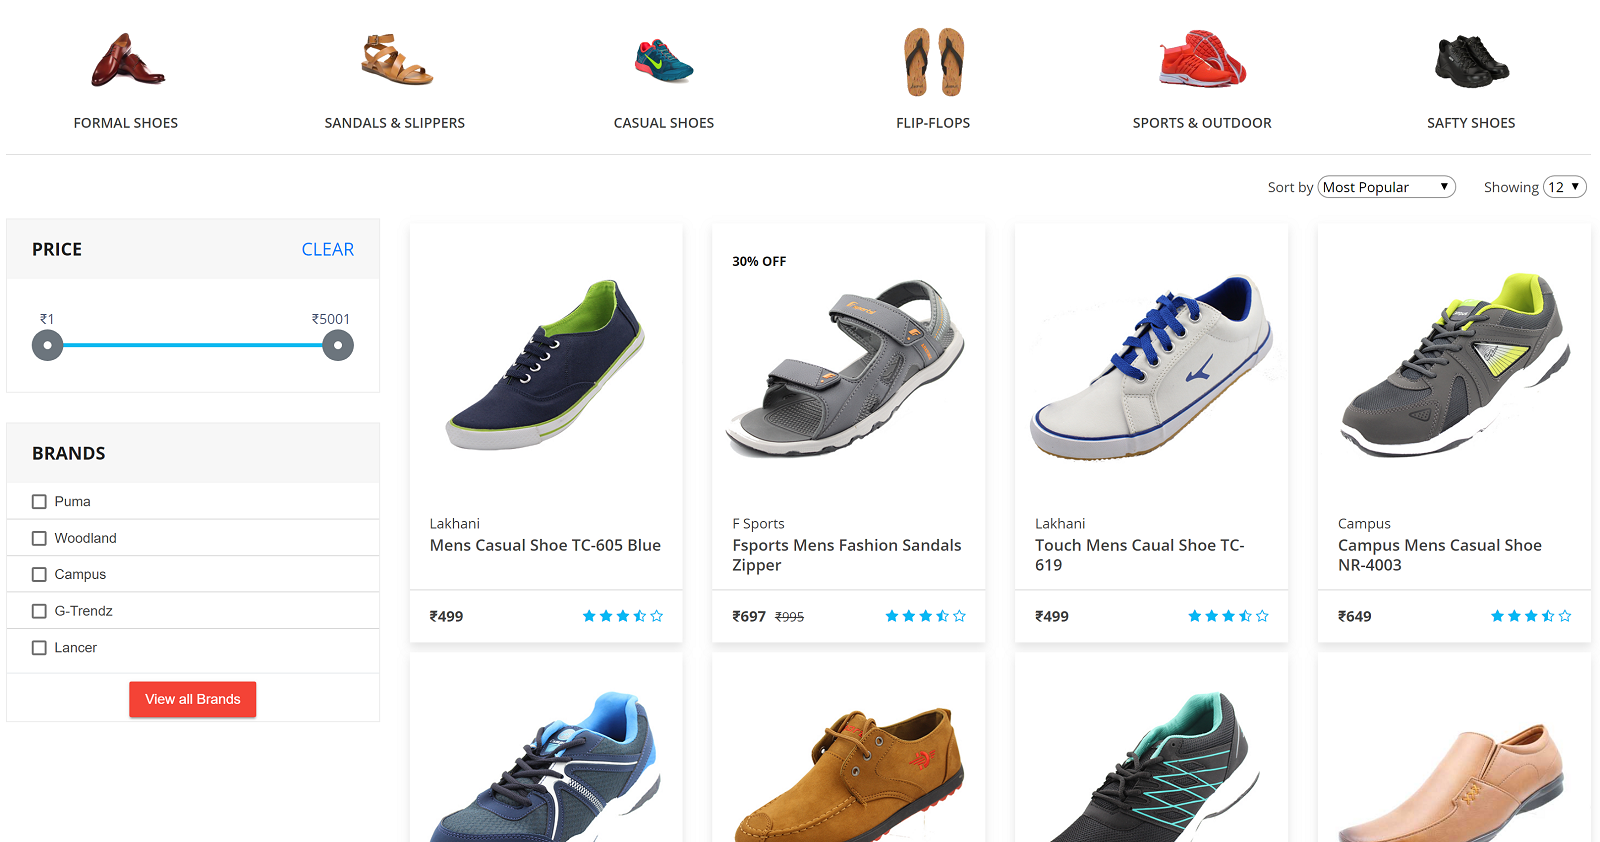 FORMAL SHOES
SANDALS & SLIPPERS
CASUAL SHOES
FLIP-FLOPS
SPORTS & OUTDOOR
SAFTY SHOES
Sort by Most Popular
Showing 12
PRICE
CLEAR
₹1
₹5001
BRANDS
Puma
Woodland
Campus
G-Trendz
Lancer
View all Brands
Lakhani
Mens Casual Shoe TC-605 Blue
₹499
30% OFF
F Sports
Fsports Mens Fashion Sandals
Zipper
₹697 ₹995
Lakhani
Touch Mens Caual Shoe TC-
619
₹499
Campus
Campus Mens Casual Shoe
NR-4003
₹649